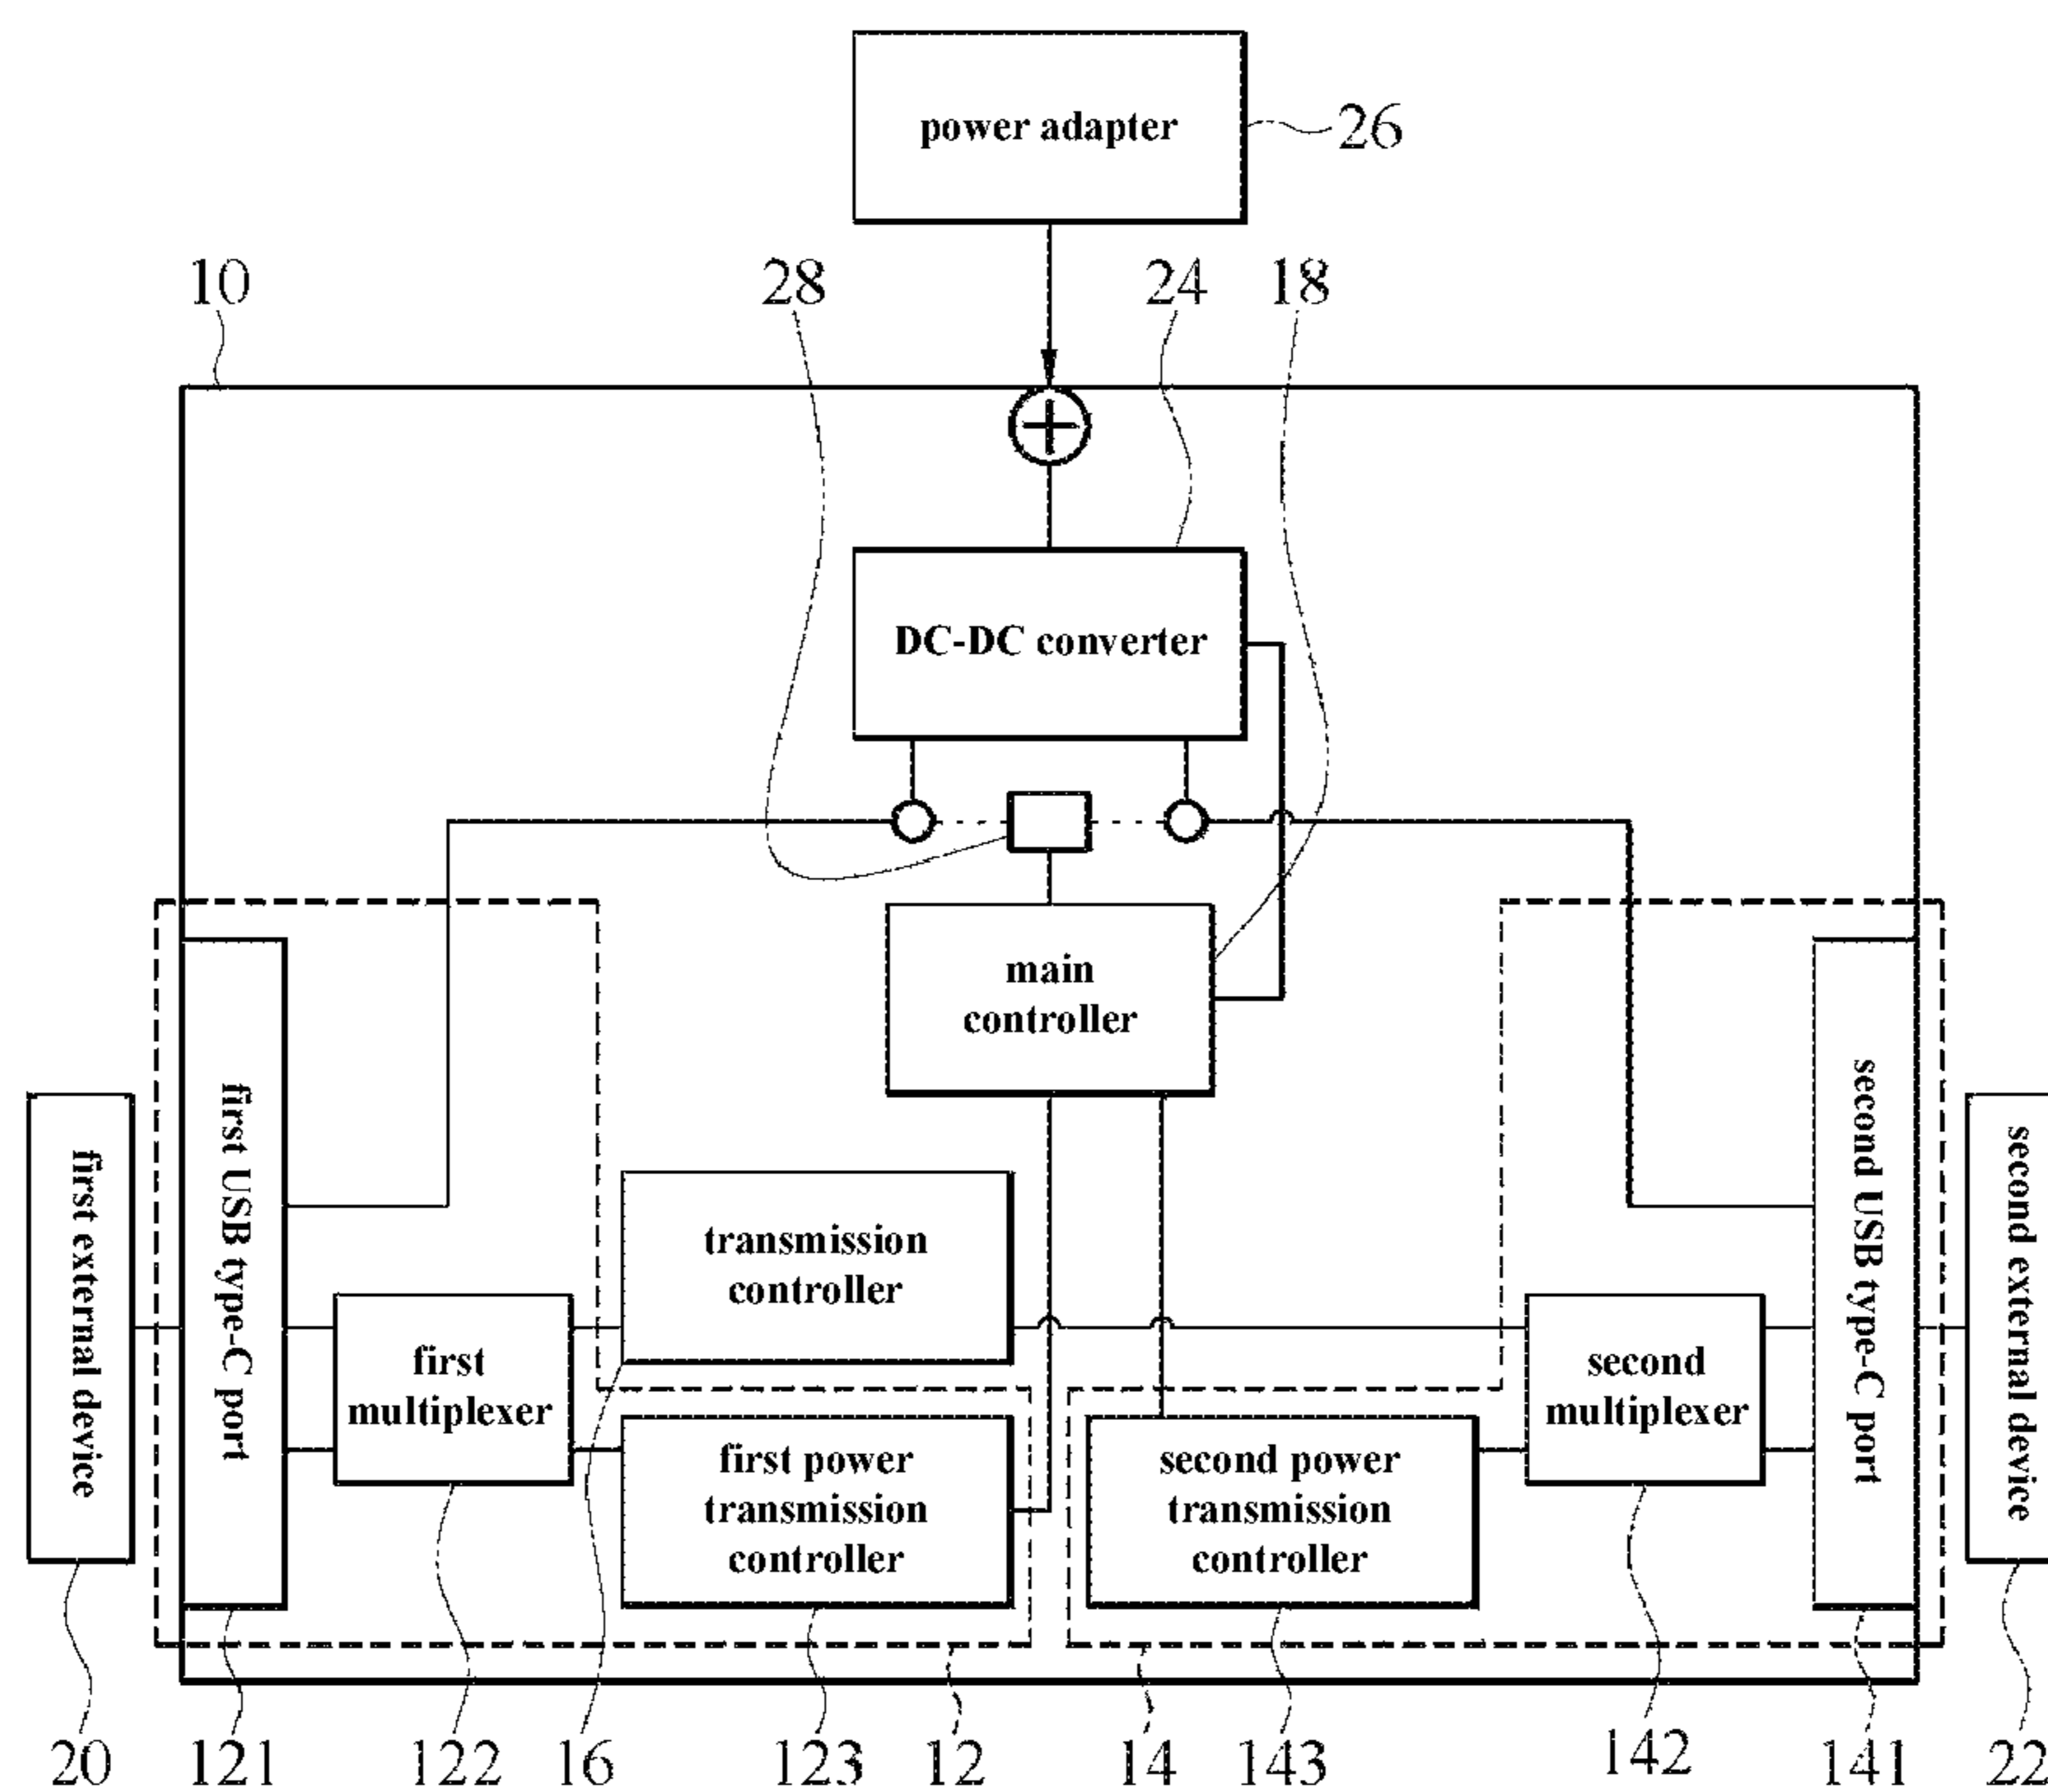 power adapter
26
10
28
24
18
DC-DC converter
main
controller
first external device
first USB type-C port
transmission
controller
first
multiplexer
first power
transmission
controller
second power
transmission
controller
second
multiplexer
second USB type-C port
second external device
20
121
122
16
123
12
14
143
142
141
22